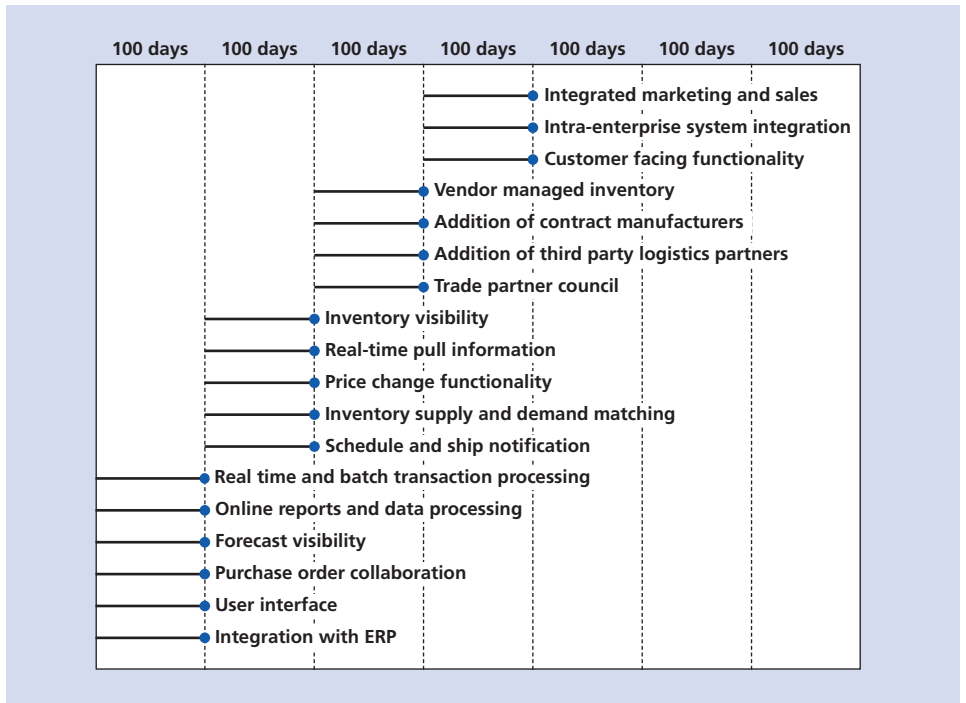 100 days 100 days 100 days 100 days 100 days 100 days 100 days
Integrated marketing and sales
Intra-enterprise system integration
Customer facing functionality
Vendor managed inventory
Addition of contract manufacturers
Addition of third party logistics partners
Trade partner council
Inventory visibility
Real-time pull information
Price change functionality
Inventory supply and demand matching
Schedule and ship notification
Real time and batch transaction processing
Online reports and data processing
Forecast visibility
Purchase order collaboration
User interface
Integration with ERP